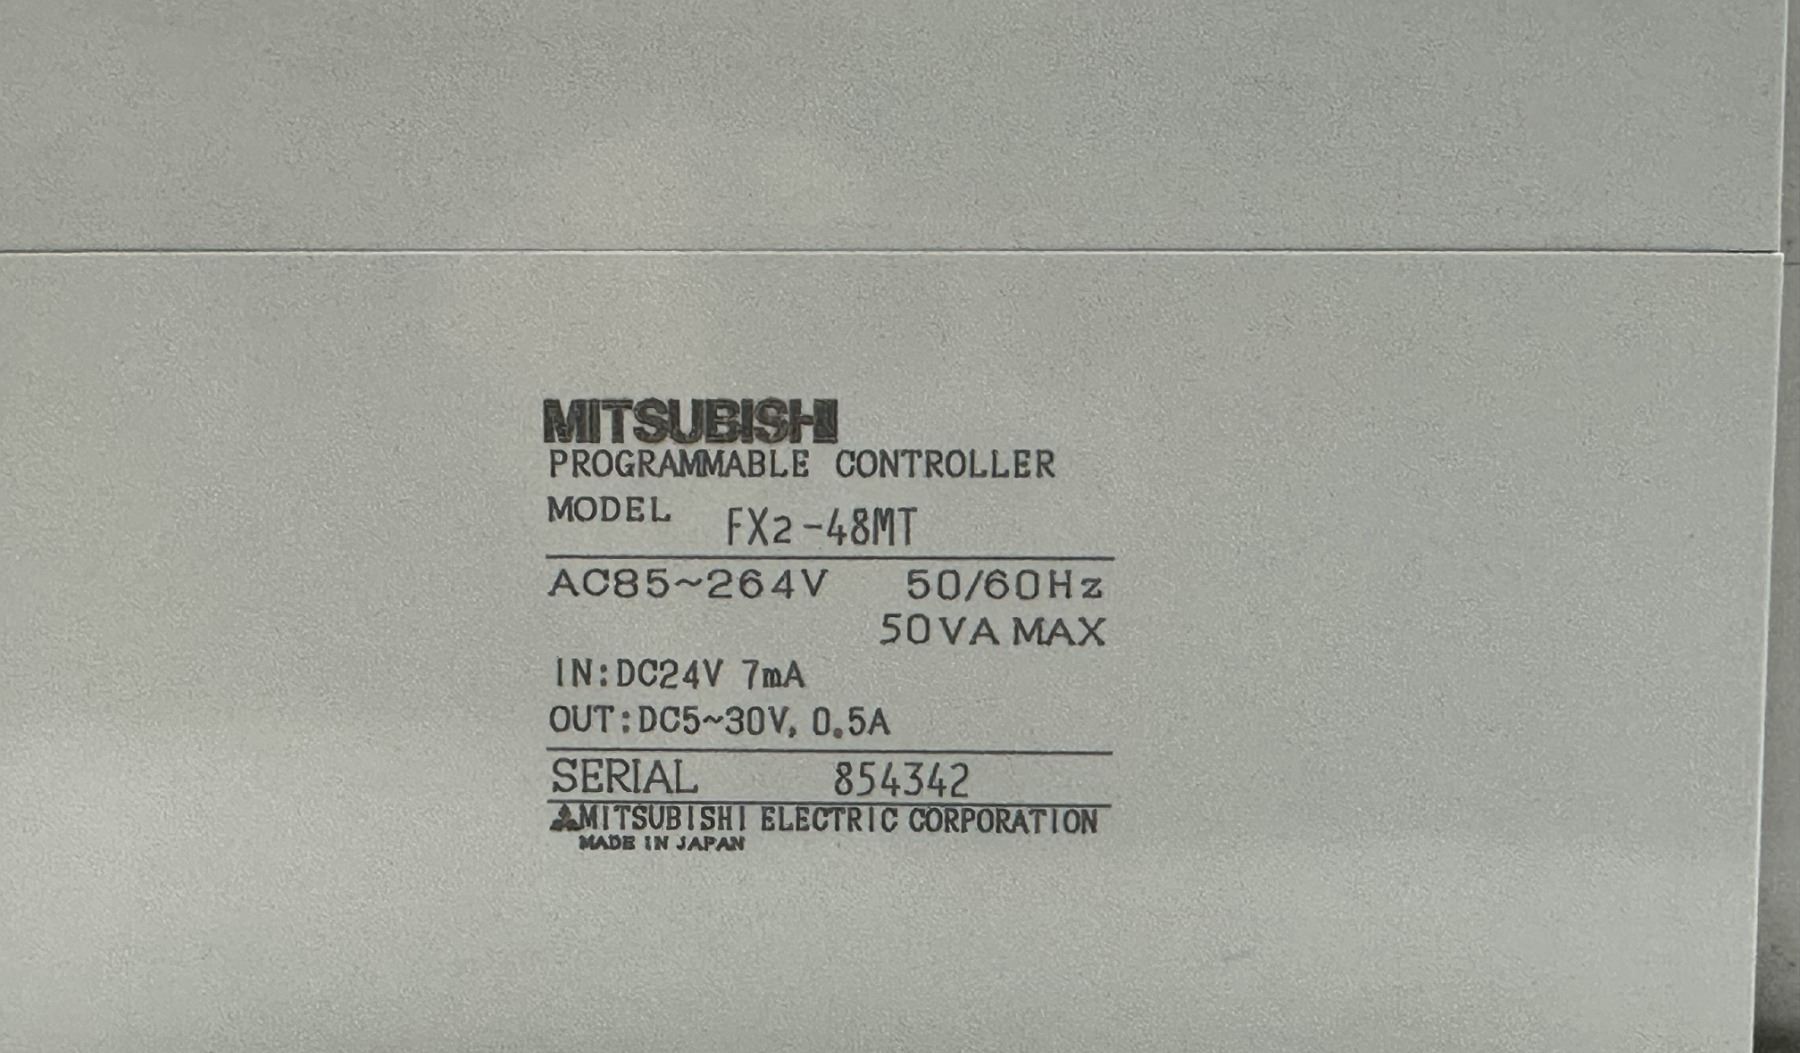 MITSUBISHI
PROGRAMMABLE CONTROLLER
MODEL FX2-48MT
AC85~264V 50/60Hz
50VA MAX
IN:DC24V 7mA
OUT:DC5~30V, 0.5A
SERIAL 854342
MITSUBISHI ELECTRIC CORPORATION
MADE IN JAPAN